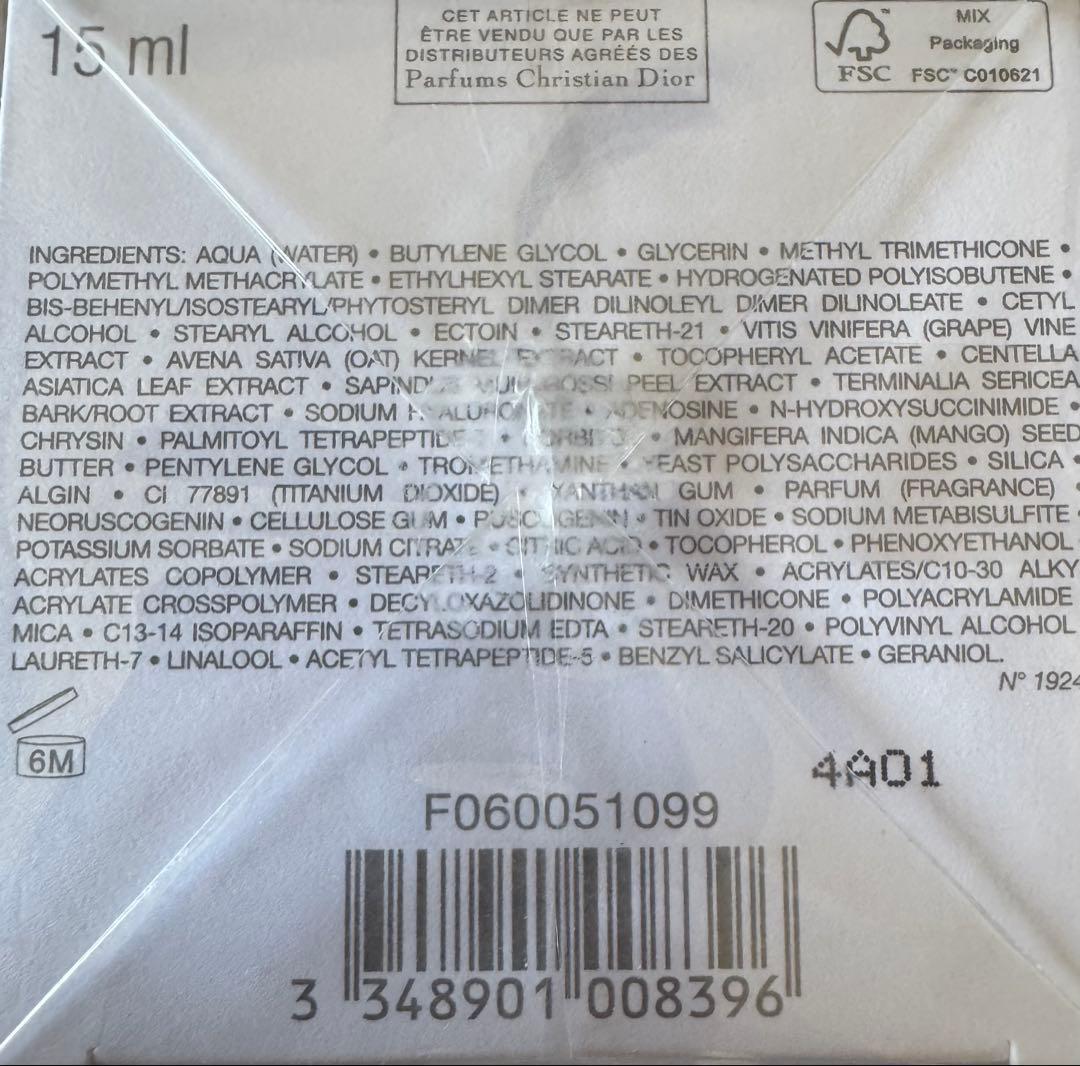 15 ml
CET ARTICLE NE PEUT
ÊTRE VENDU QUE PAR LES
DISTRIBUTEURS AGRÉÉS DES
Parfums Christian Dior
FSC™
MIX
Packaging
FSC™ C010621
INGREDIENTS: AQUA (WATER) • BUTYLENE GLYCOL • GLYCERIN • METHYL TRIMETHICONE •
POLYMETHYL METHACRYLATE • ETHYLHEXYL STEARATE • HYDROGENATED POLYISOBUTENE •
BIS-BEHENYL/ISOSTEARYL/PHYTOSTERYL DIMER DILINOLEYL DIMER DILINOLEATE • CETYL
ALCOHOL • STEARYL ALCOHOL • ECTOIN • STEARETH-21 • VITIS VINIFERA (GRAPE) VINE
EXTRACT • AVENA SATIVA (OAT) KERNEL EXTRACT • TOCOPHERYL ACETATE • CENTELLA
ASIATICA LEAF EXTRACT • PEEL EXTRACT • TERMINALIA SERICEA
BARK/ROOT EXTRACT • SODIUM HYALURONATE • ADENOSINE • N-HYDROXYSUCCINIMIDE •
CHRYSIN • PALMITOYL • MANGIFERA INDICA (MANGO) SEED
BUTTER • PENTYLENE GLYCOL • TROMETHAMINE • YEAST POLYSACCHARIDES • SILICA •
ALGIN • CI 77891 (TITANIUM DIOXIDE) • XANTHAN GUM • PARFUM (FRAGRANCE) •
NEORUSCOGENIN • CELLULOSE GUM • RUSCOGENIN • TIN OXIDE • SODIUM METABISULFITE •
POTASSIUM SORBATE • SODIUM CITRATE • CITRIC ACID • TOCOPHEROL • PHENOXYETHANOL
ACRYLATES COPOLYMER • STEARETH-2 • SYNTHETIC WAX • ACRYLATES/C10-30 ALKY
ACRYLATE CROSSPOLYMER • DECYLOXAZOLIDINONE • DIMETHICONE • POLYACRYLAMIDE
MICA • C13-14 ISOPARAFFIN • TETRASODIUM EDTA • STEARETH-20 • POLYVINYL ALCOHOL
LAURETH-7 • LINALOOL • ACETYL TETRAPEPTIDE-5 • BENZYL SALICYLATE • GERANIOL.
N° 1924
6M
4A01
F060051099
3 348901 008396